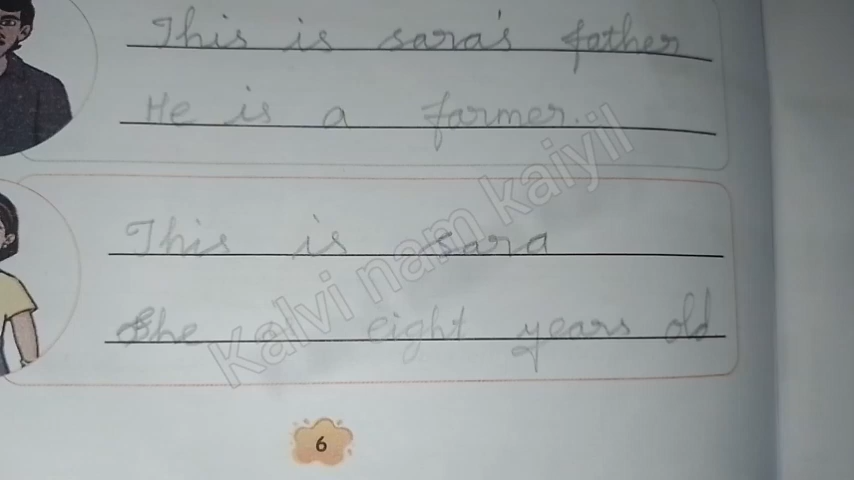 This is sara's father
He is a farmer.
This is sara
She eight years old
Kalvi nam kaiyil
6